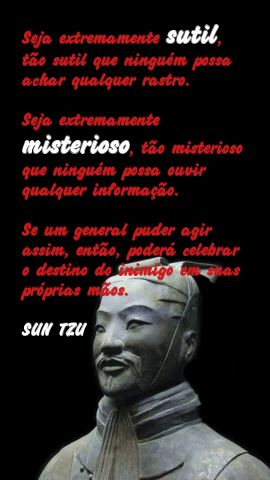 Seja extremamente sutil,
tão sutil que ninguém possa
achar qualquer rastro.
Seja extremamente
misterioso, tão misterioso
que ninguém possa ouvir
qualquer informação.
Se um general puder agir
assim, então, poderá celebrar
o destino do inimigo em suas
próprias mãos.
SUN TZU